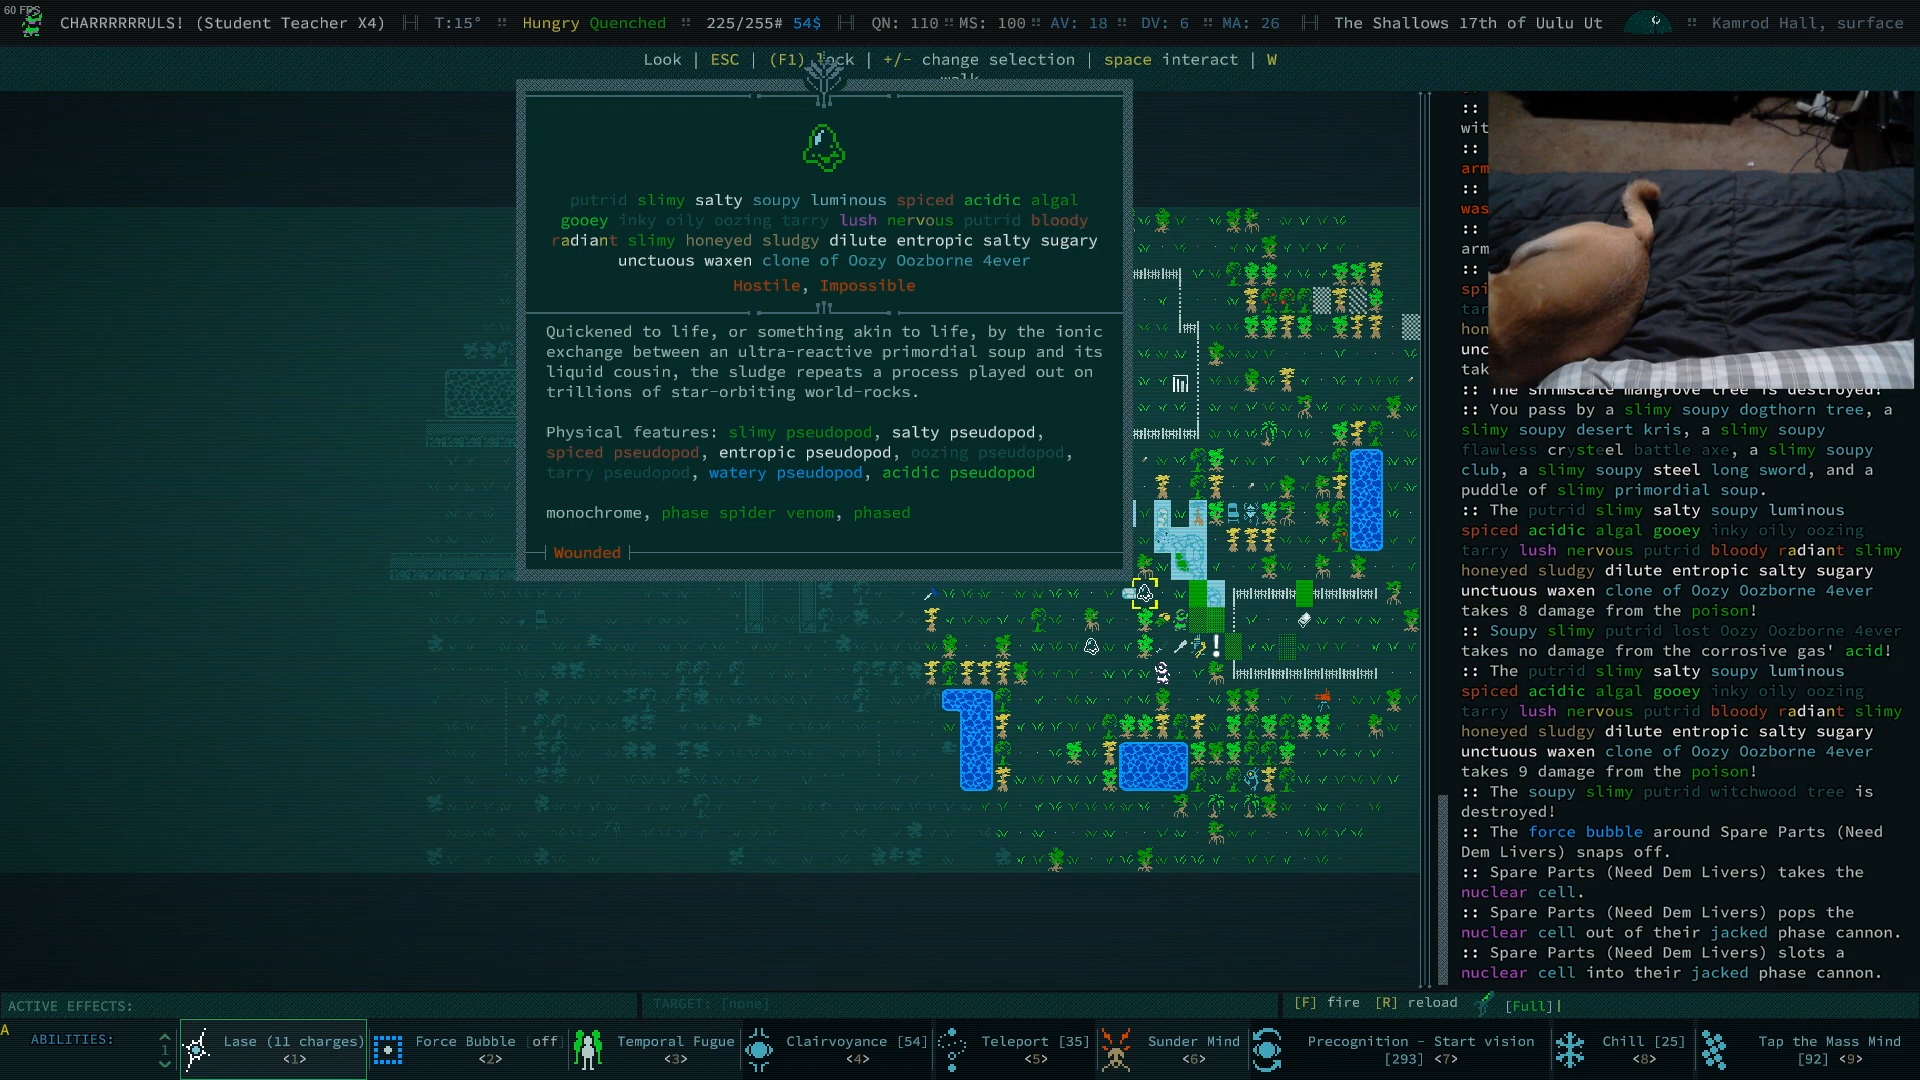 60 FPS
CHARRRRRRULS! (Student Teacher X4) T:15° :: Hungry Quenched :: 225/255# 54$ QN: 110 :: MS: 100 :: AV: 18 :: DV: 6 :: MA: 26 The Shallows 17th of Uulu Ut :: Kamrod Hall, surface
Look | ESC | (F1) lock | +/- change selection | space interact | W
walk
putrid slimy salty soupy luminous spiced acidic algal
gooey inky oily oozing tarry lush nervous putrid bloody
radiant slimy honeyed sludgy dilute entropic salty sugary
unctuous waxen clone of Oozy Oozborne 4ever
Hostile, Impossible
Quickened to life, or something akin to life, by the ionic
exchange between an ultra-reactive primordial soup and its
liquid cousin, the sludge repeats a process played out on
trillions of star-orbiting world-rocks.
Physical features: slimy pseudopod, salty pseudopod,
spiced pseudopod, entropic pseudopod, oozing pseudopod,
tarry pseudopod, watery pseudopod, acidic pseudopod
monochrome, phase spider venom, phased
Wounded
::
wit
::
arm
::
was
::
arm
::
spi
tar
hon
unc
tak
:: The shimscale mangrove tree is destroyed!
:: You pass by a slimy soupy dogthorn tree, a
slimy soupy desert kris, a slimy soupy
flawless crysteel battle axe, a slimy soupy
club, a slimy soupy steel long sword, and a
puddle of slimy primordial soup.
:: The putrid slimy salty soupy luminous
spiced acidic algal gooey inky oily oozing
tarry lush nervous putrid bloody radiant slimy
honeyed sludgy dilute entropic salty sugary
unctuous waxen clone of Oozy Oozborne 4ever
takes 8 damage from the poison!
:: Soupy slimy putrid lost Oozy Oozborne 4ever
takes no damage from the corrosive gas' acid!
:: The putrid slimy salty soupy luminous
spiced acidic algal gooey inky oily oozing
tarry lush nervous putrid bloody radiant slimy
honeyed sludgy dilute entropic salty sugary
unctuous waxen clone of Oozy Oozborne 4ever
takes 9 damage from the poison!
:: The soupy slimy putrid witchwood tree is
destroyed!
:: The force bubble around Spare Parts (Need
Dem Livers) snaps off.
:: Spare Parts (Need Dem Livers) takes the
nuclear cell.
:: Spare Parts (Need Dem Livers) pops the
nuclear cell out of their jacked phase cannon.
:: Spare Parts (Need Dem Livers) slots a
nuclear cell into their jacked phase cannon.
ACTIVE EFFECTS:
TARGET: [none]
[F] fire [R] reload [Full]|
A
ABILITIES: 1
Lase (11 charges) <1>
Force Bubble [off] <2>
Temporal Fugue <3>
Clairvoyance [54] <4>
Teleport [35] <5>
Sunder Mind <6>
Precognition - Start vision [293] <7>
Chill [25] <8>
Tap the Mass Mind [92] <9>